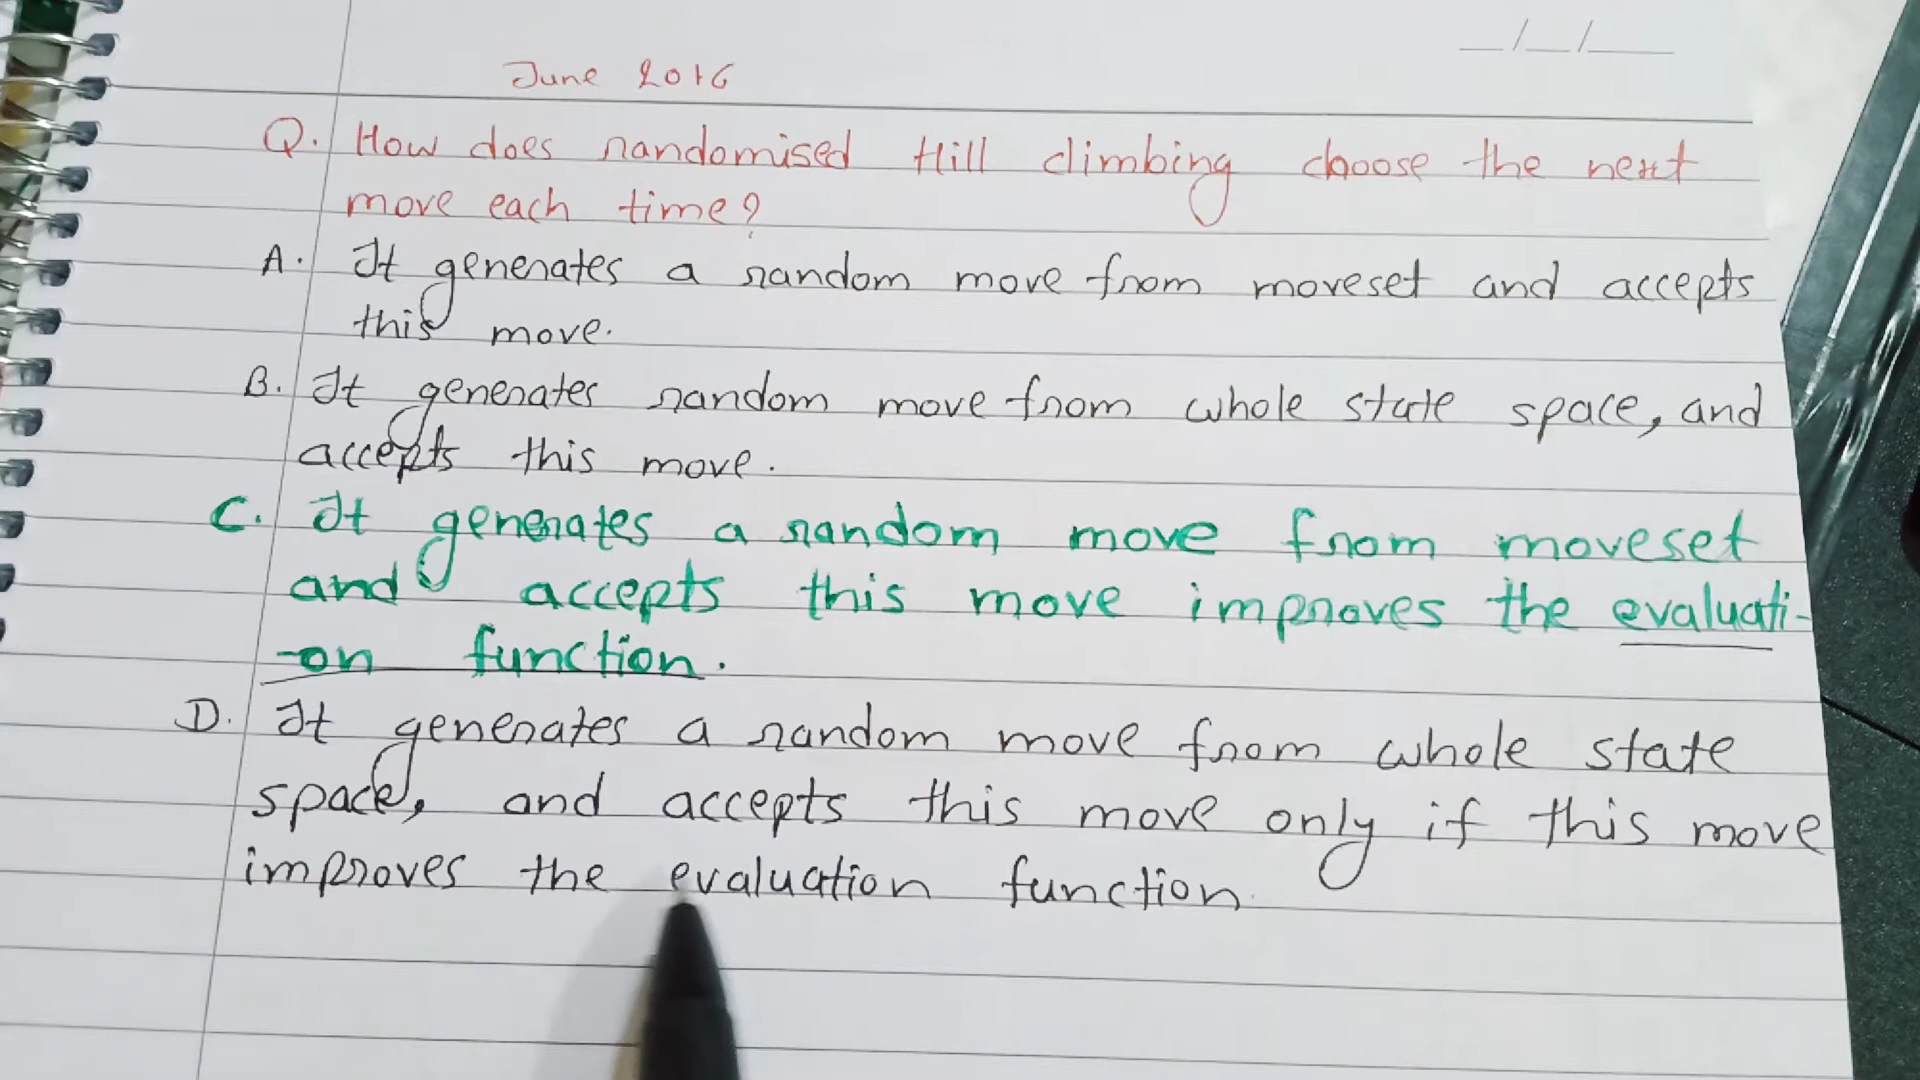 __/__/____
June 2016
Q. How does randomised Hill climbing choose the next
move each time?
A. It generates a random move from moveset and accepts
this move.
B. It generates random move from whole state space, and
accepts this move.
C. It generates a random move from moveset
and accepts this move improves the evaluati-
-on function.
D. It generates a random move from whole state
space, and accepts this move only if this move
improves the evaluation function.